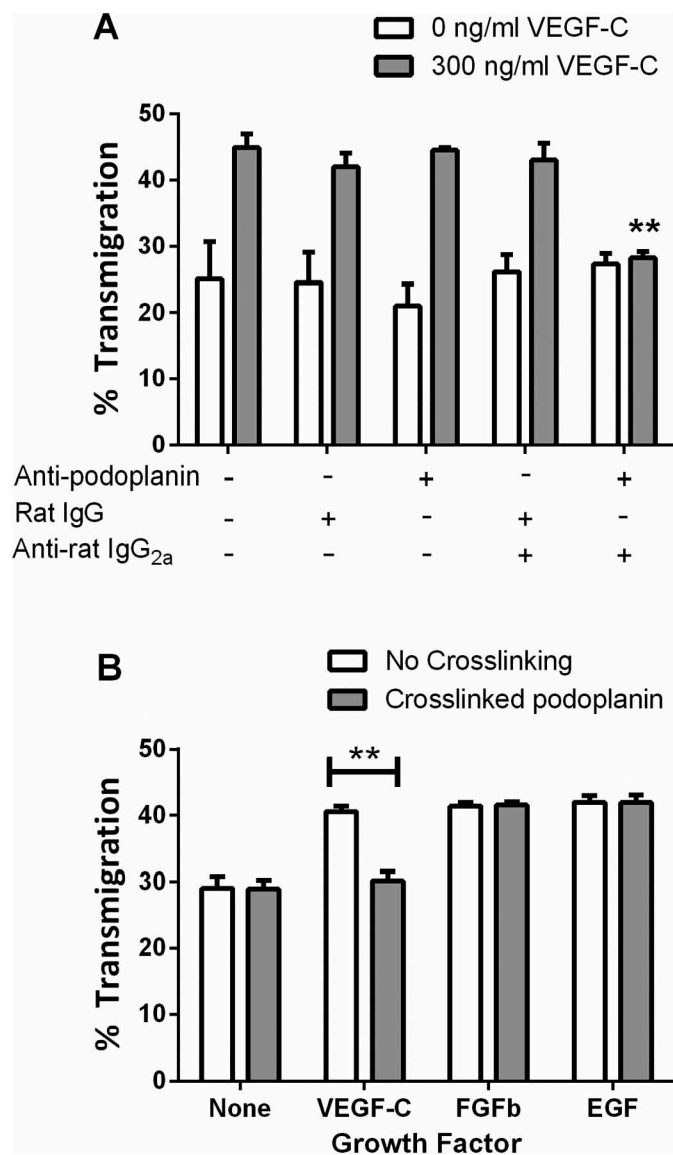 A
0 ng/ml VEGF-C
300 ng/ml VEGF-C
50
40
30
20
10
0
% Transmigration
**
Anti-podoplanin - - + - +
Rat IgG - + - + -
Anti-rat IgG2a - - - + +
B
No Crosslinking
Crosslinked podoplanin
50
40
30
20
10
0
% Transmigration
**
None VEGF-C FGFb EGF
Growth Factor